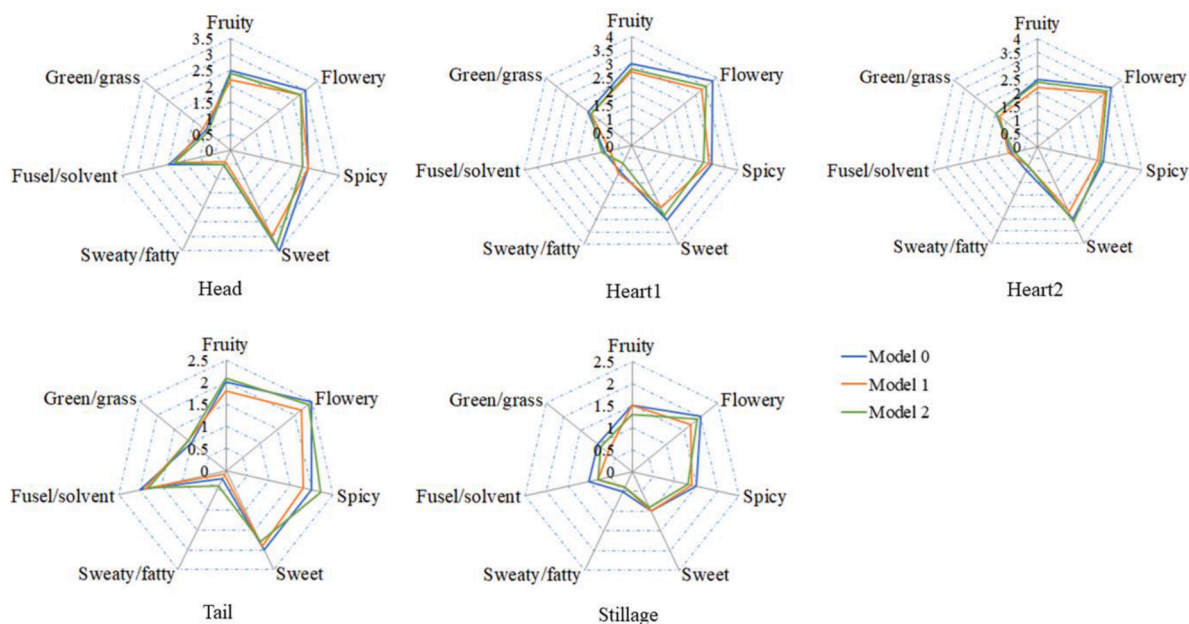 Fruity
3.5
3
2.5
2
1.5
1
0.5
0
Green/grass
Flowery
Fusel/solvent
Spicy
Sweaty/fatty
Sweet
Head
Fruity
4
3.5
3
2.5
2
1.5
1
0.5
0
Green/grass
Flowery
Fusel/solvent
Spicy
Sweaty/fatty
Sweet
Heart1
Fruity
4
3.5
3
2.5
2
1.5
1
0.5
0
Green/grass
Flowery
Fusel/solvent
Spicy
Sweaty/fatty
Sweet
Heart2
Fruity
2.5
2
1.5
1
0.5
0
Green/grass
Flowery
Fusel/solvent
Spicy
Sweaty/fatty
Sweet
Tail
Fruity
2.5
2
1.5
1
0.5
0
Green/grass
Flowery
Fusel/solvent
Spicy
Sweaty/fatty
Sweet
Stillage
Model 0
Model 1
Model 2